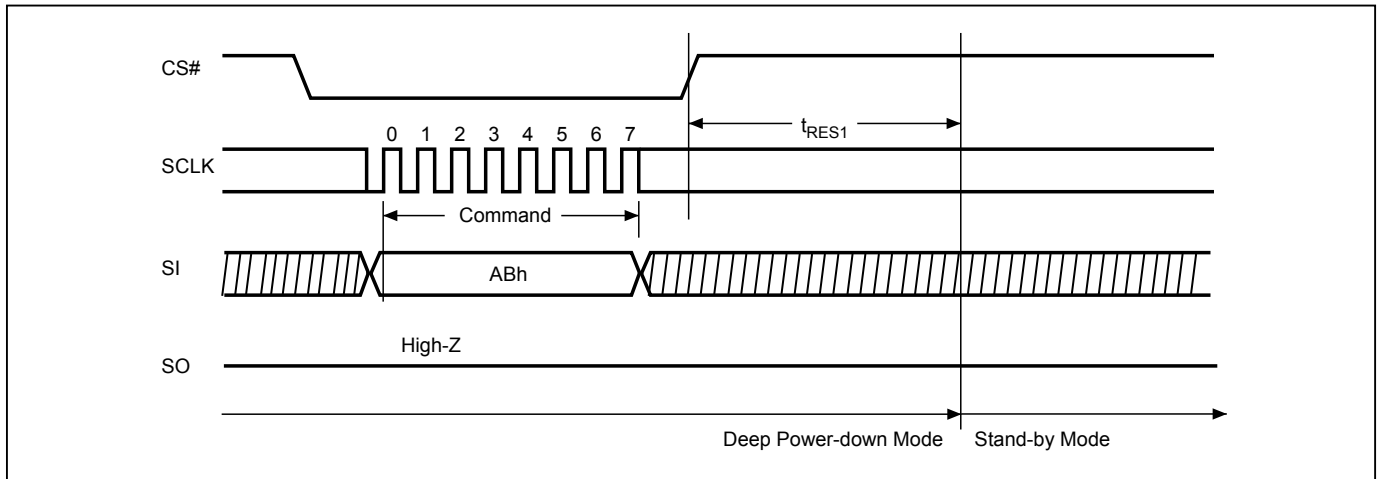 CS#
tRES1
0 1 2 3 4 5 6 7
SCLK
Command
SI
ABh
High-Z
SO
Deep Power-down Mode
Stand-by Mode